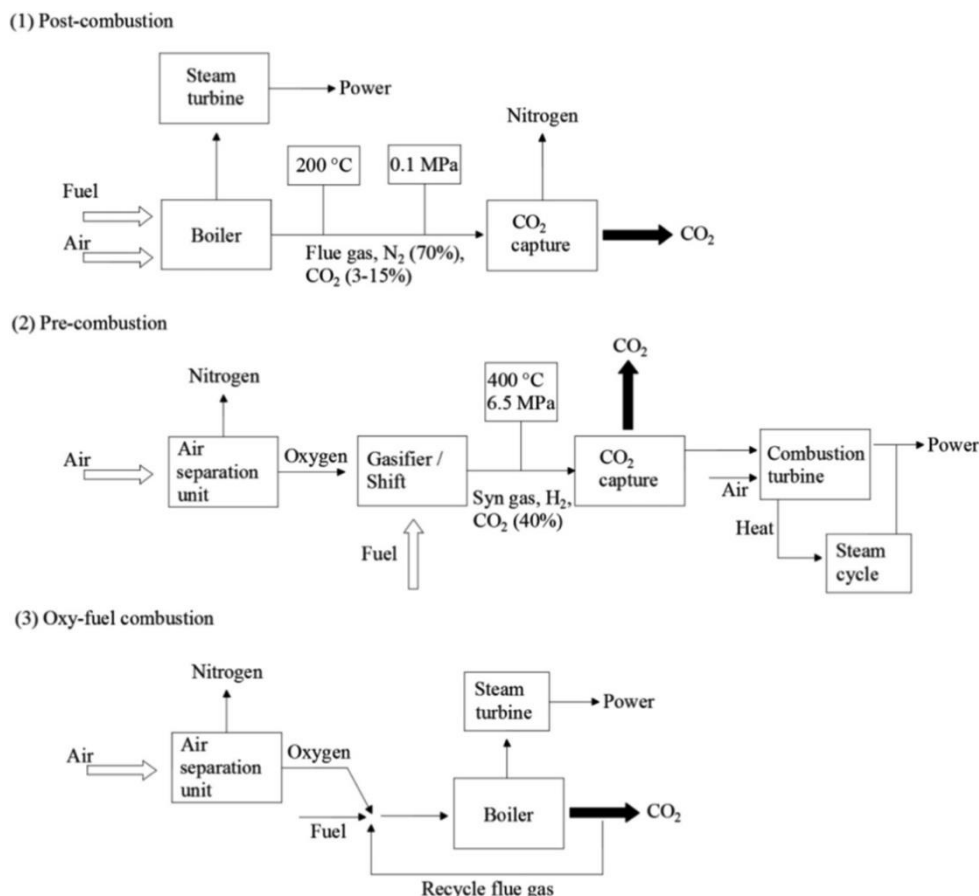 (1) Post-combustion
Steam
turbine
Power
Nitrogen
200 °C
0.1 MPa
Fuel
Air
Boiler
CO₂
capture
CO₂
Flue gas, N₂ (70%),
CO₂ (3-15%)
(2) Pre-combustion
CO₂
Nitrogen
400 °C
6.5 MPa
Air
Air
separation
unit
Oxygen
Gasifier /
Shift
CO₂
capture
Combustion
turbine
Power
Syn gas, H₂,
CO₂ (40%)
Air
Heat
Fuel
Steam
cycle
(3) Oxy-fuel combustion
Nitrogen
Steam
turbine
Power
Air
Air
separation
unit
Oxygen
Fuel
Boiler
CO₂
Recycle flue gas